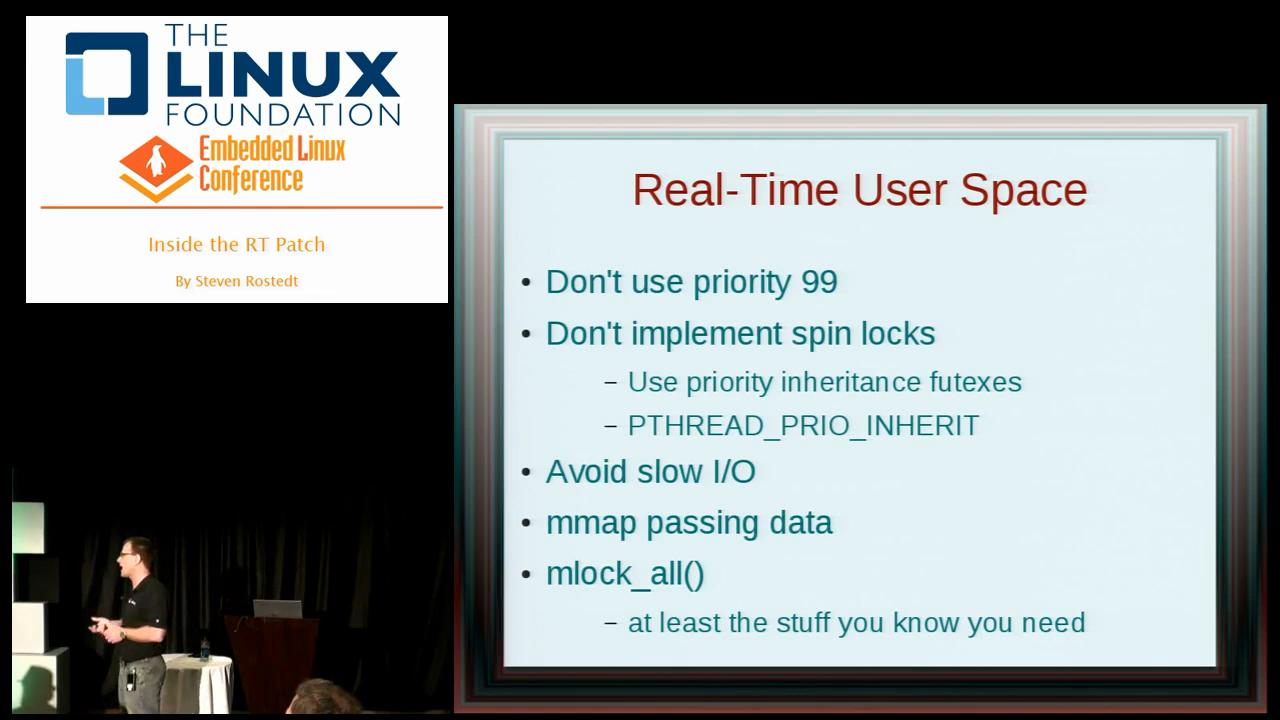 THE
LINUX
FOUNDATION
Embedded Linux
Conference
Inside the RT Patch
By Steven Rostedt
Real-Time User Space
• Don't use priority 99
• Don't implement spin locks
– Use priority inheritance futexes
– PTHREAD_PRIO_INHERIT
• Avoid slow I/O
• mmap passing data
• mlock_all()
– at least the stuff you know you need